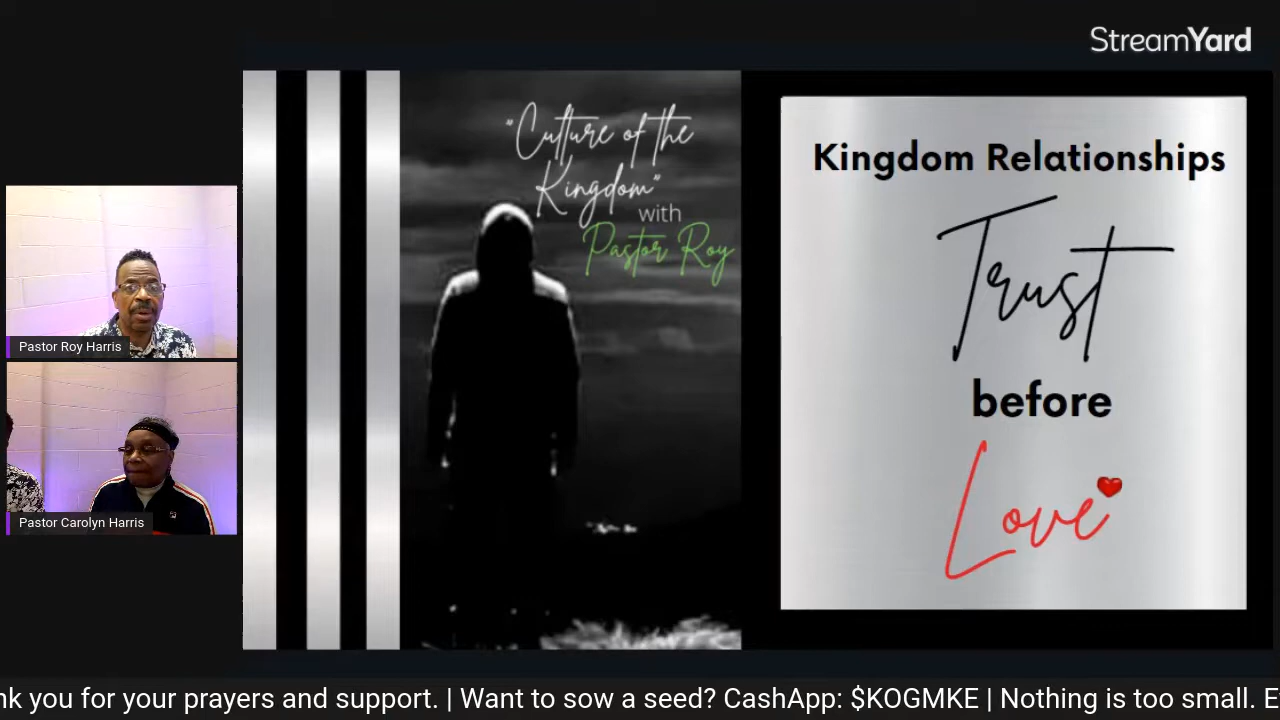 StreamYard
"Culture of the
Kingdom"
with
Pastor Roy
Kingdom Relationships
Trust
before
Love
Pastor Roy Harris
Pastor Carolyn Harris
nk you for your prayers and support. | Want to sow a seed? CashApp: $KOGMKE | Nothing is too small. E